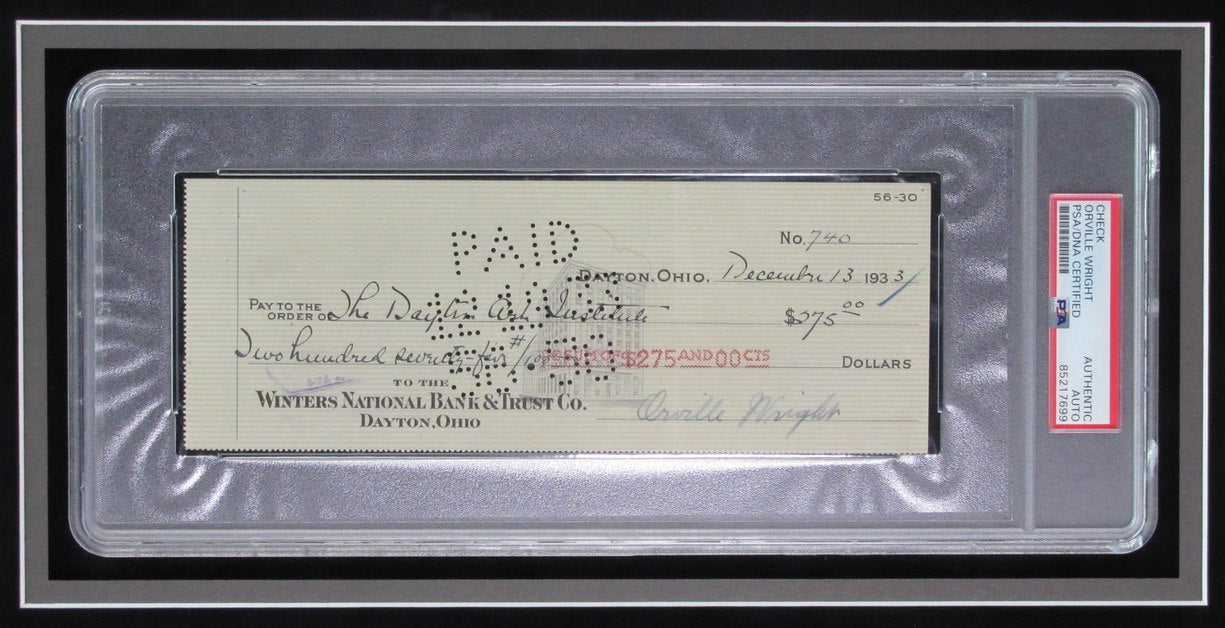 56-30
PAID
No. 740
DAYTON, OHIO, December 13 1933
PAY TO THE
ORDER OF The Dayton Art Institute $275 00
Two hundred seventy-five #/100 $275 AND 00 CTS DOLLARS
TO THE
WINTERS NATIONAL BANK & TRUST CO.
DAYTON, OHIO
Orville Wright
CHECK
ORVILLE WRIGHT
PSA/DNA CERTIFIED
PSA
AUTHENTIC
AUTO
85217699